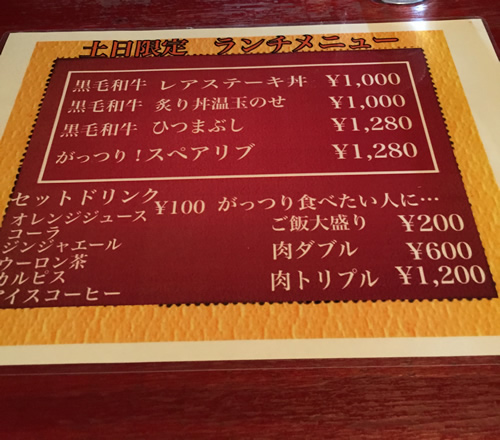 土日限定 ランチメニュー
黒毛和牛 レアステーキ丼 ¥1,000
黒毛和牛 炙り丼温玉のせ ¥1,000
黒毛和牛 ひつまぶし ¥1,280
がっつり！スペアリブ ¥1,280
セットドリンク ¥100
オレンジジュース
コーラ
ジンジャエール
ウーロン茶
カルピス
アイスコーヒー
がっつり食べたい人に…
ご飯大盛り ¥200
肉ダブル ¥600
肉トリプル ¥1,200